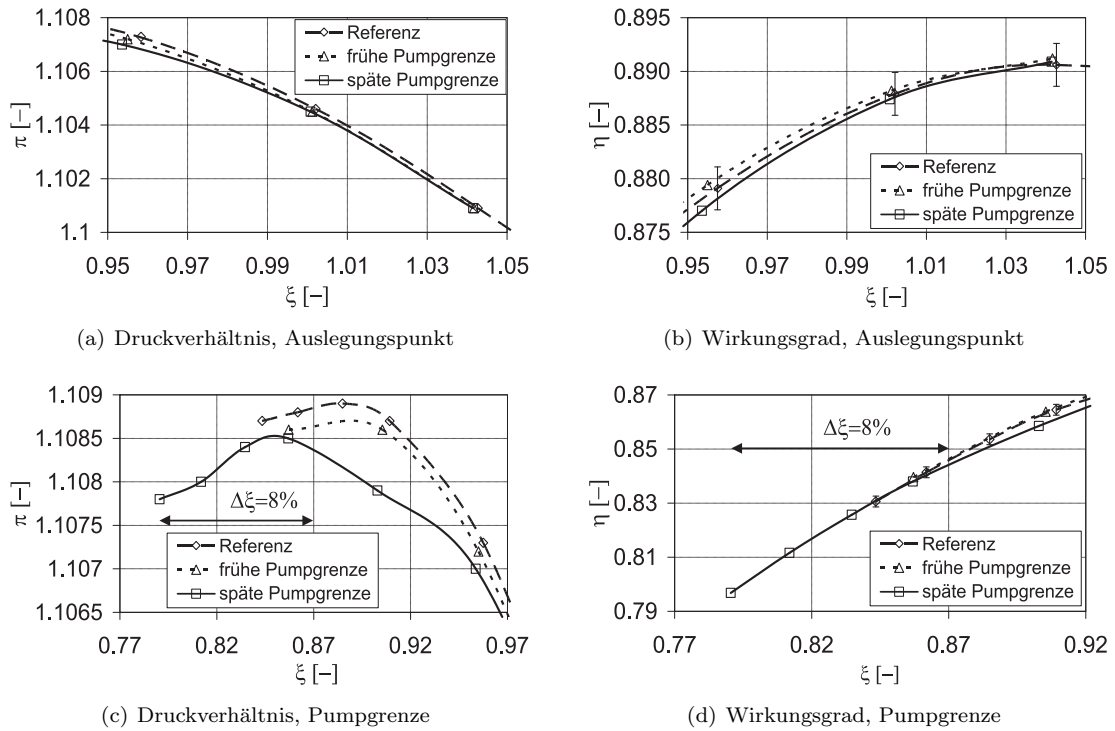 1.108
1.106
1.104
1.102
1.1
π [–]
0.95 0.97 0.99 1.01 1.03 1.05
ξ [–]
Referenz
frühe Pumpgrenze
späte Pumpgrenze
(a) Druckverhältnis, Auslegungspunkt
0.895
0.890
0.885
0.880
0.875
η [–]
0.95 0.97 0.99 1.01 1.03 1.05
ξ [–]
Referenz
frühe Pumpgrenze
späte Pumpgrenze
(b) Wirkungsgrad, Auslegungspunkt
1.109
1.1085
1.108
1.1075
1.107
1.1065
π [–]
Δξ=8%
Referenz
frühe Pumpgrenze
späte Pumpgrenze
0.77 0.82 0.87 0.92 0.97
ξ [–]
(c) Druckverhältnis, Pumpgrenze
0.87
0.85
0.83
0.81
0.79
η [–]
Δξ=8%
Referenz
frühe Pumpgrenze
späte Pumpgrenze
0.77 0.82 0.87 0.92
ξ [–]
(d) Wirkungsgrad, Pumpgrenze